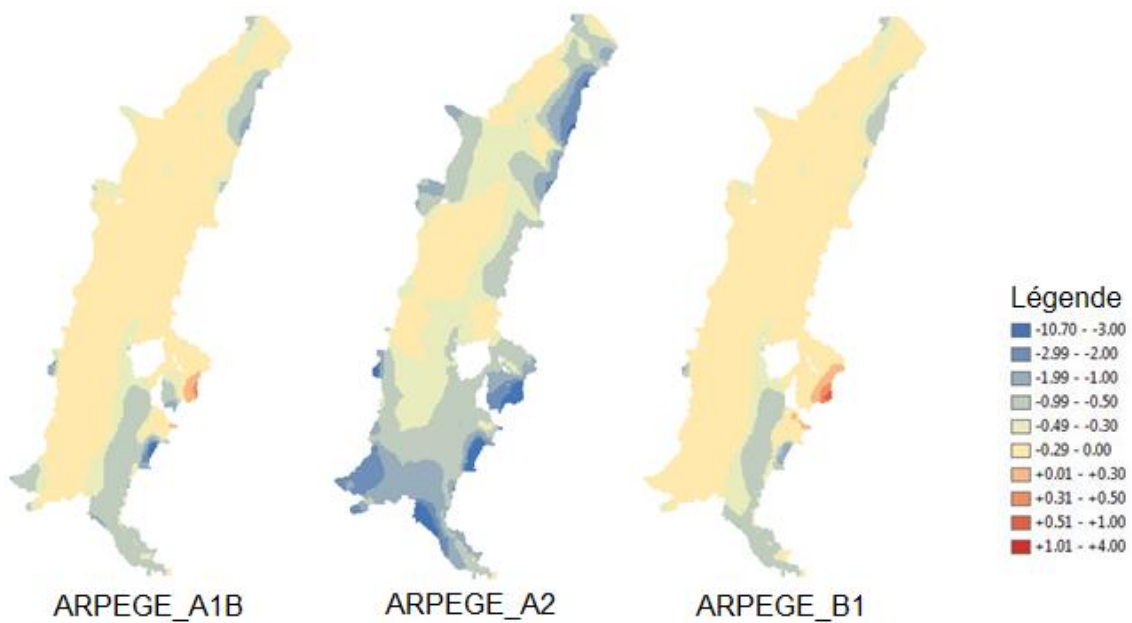 Légende
-10.70 - -3.00
-2.99 - -2.00
-1.99 - -1.00
-0.99 - -0.50
-0.49 - -0.30
-0.29 - 0.00
+0.01 - +0.30
+0.31 - +0.50
+0.51 - +1.00
+1.01 - +4.00
ARPEGE_A1B
ARPEGE_A2
ARPEGE_B1